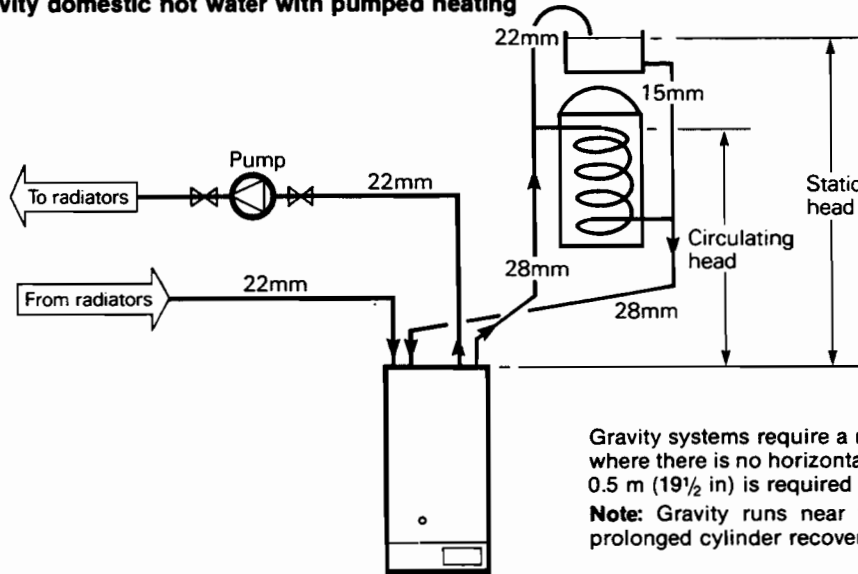 vity domestic hot water with pumped heating
22mm
15mm
Pump
To radiators
22mm
Static
head
Circulating
head
28mm
From radiators
22mm
28mm
Gravity systems require a
where there is no horizonta
0.5 m (19½ in) is required
Note: Gravity runs near
prolonged cylinder recover